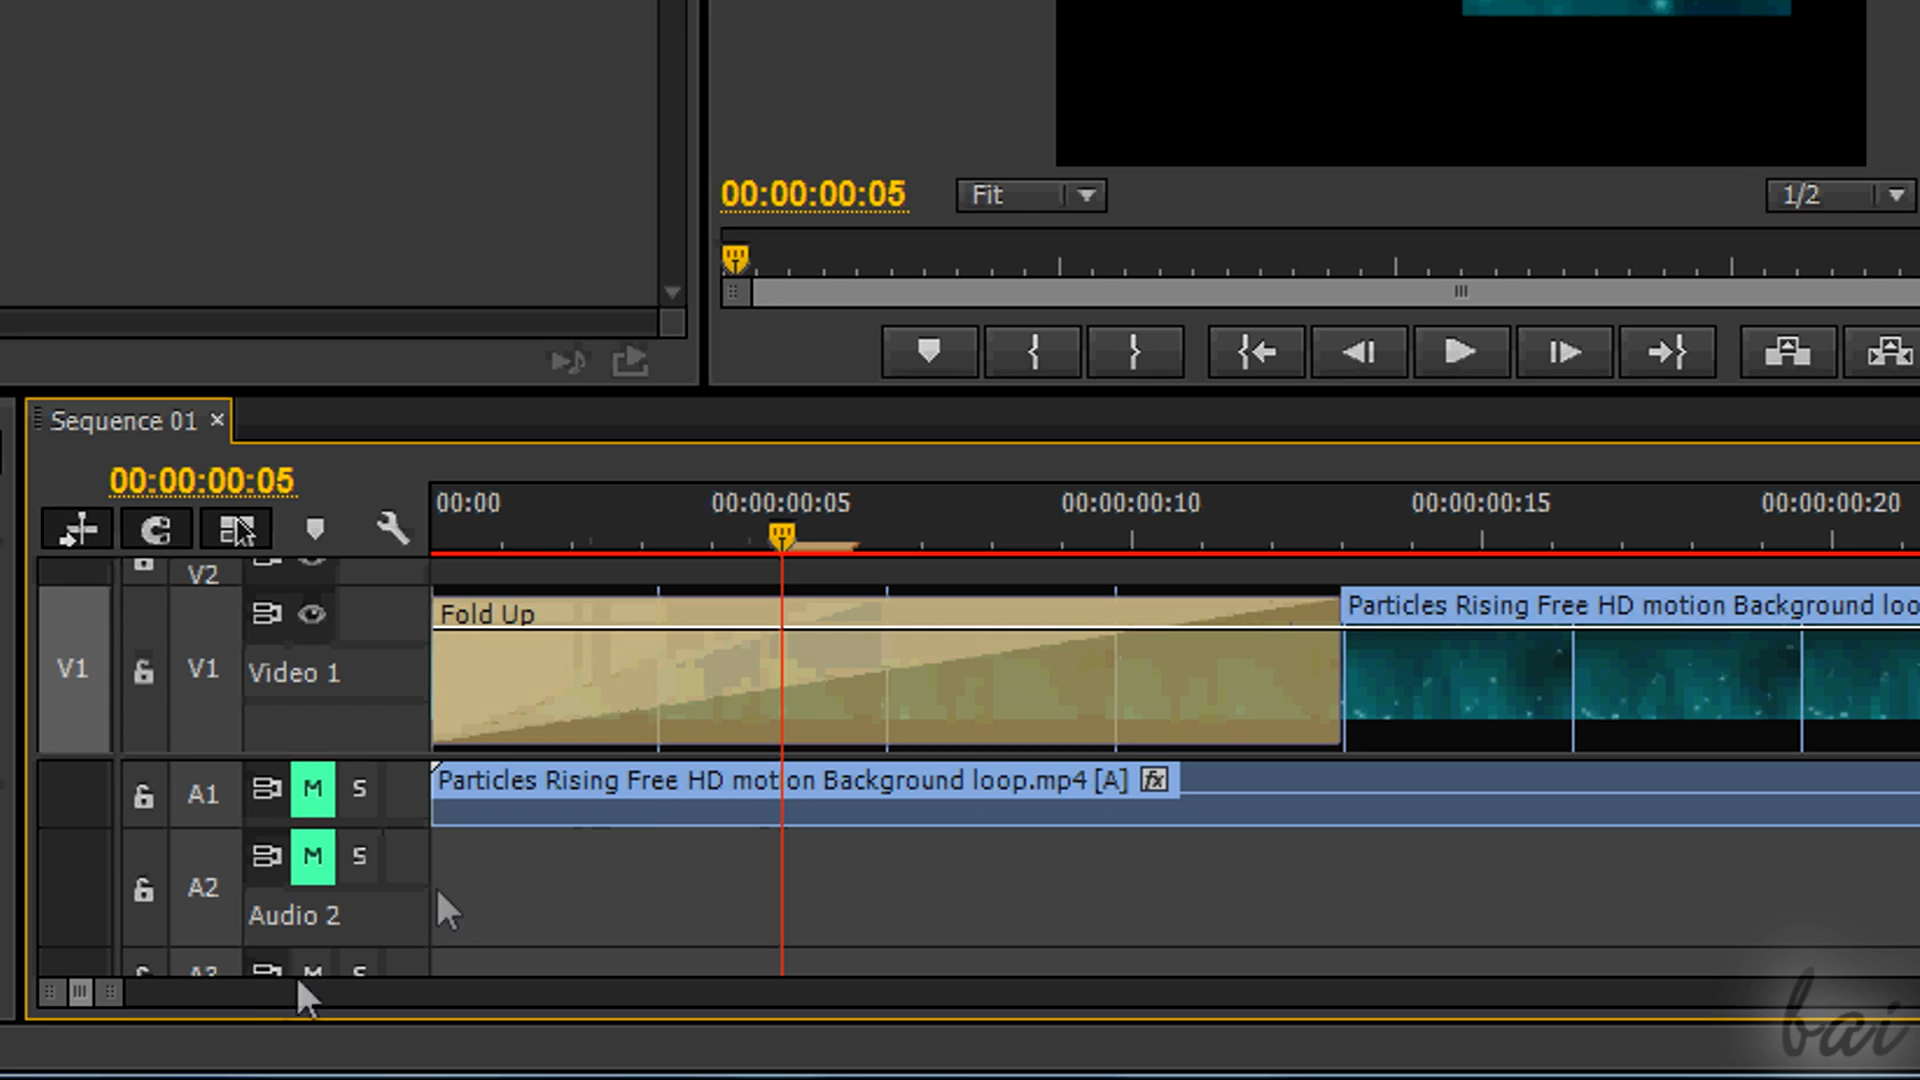 00:00:00:05
Fit
1/2
Sequence 01
00:00:00:05
00:00
00:00:00:05
00:00:00:10
00:00:00:15
00:00:00:20
V2
Fold Up
Particles Rising Free HD motion Background loo
V1
V1
Video 1
A1
M
S
Particles Rising Free HD motion Background loop.mp4 [A] fx
M
S
A2
Audio 2
A3
M
S
bai